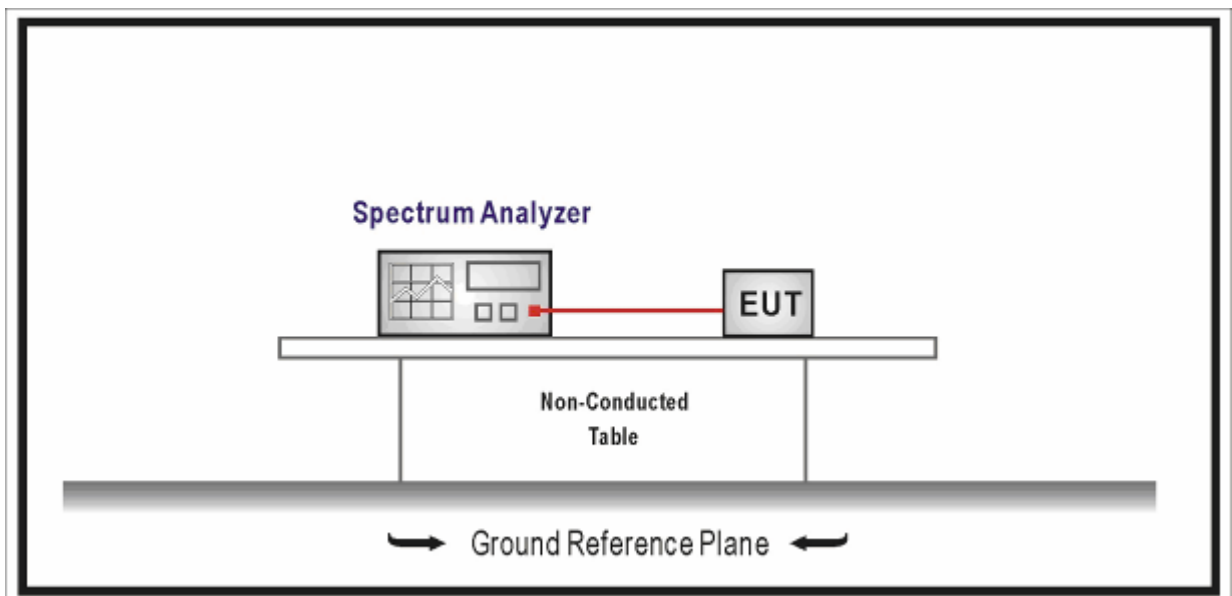 Spectrum Analyzer
EUT
Non-Conducted
Table
Ground Reference Plane